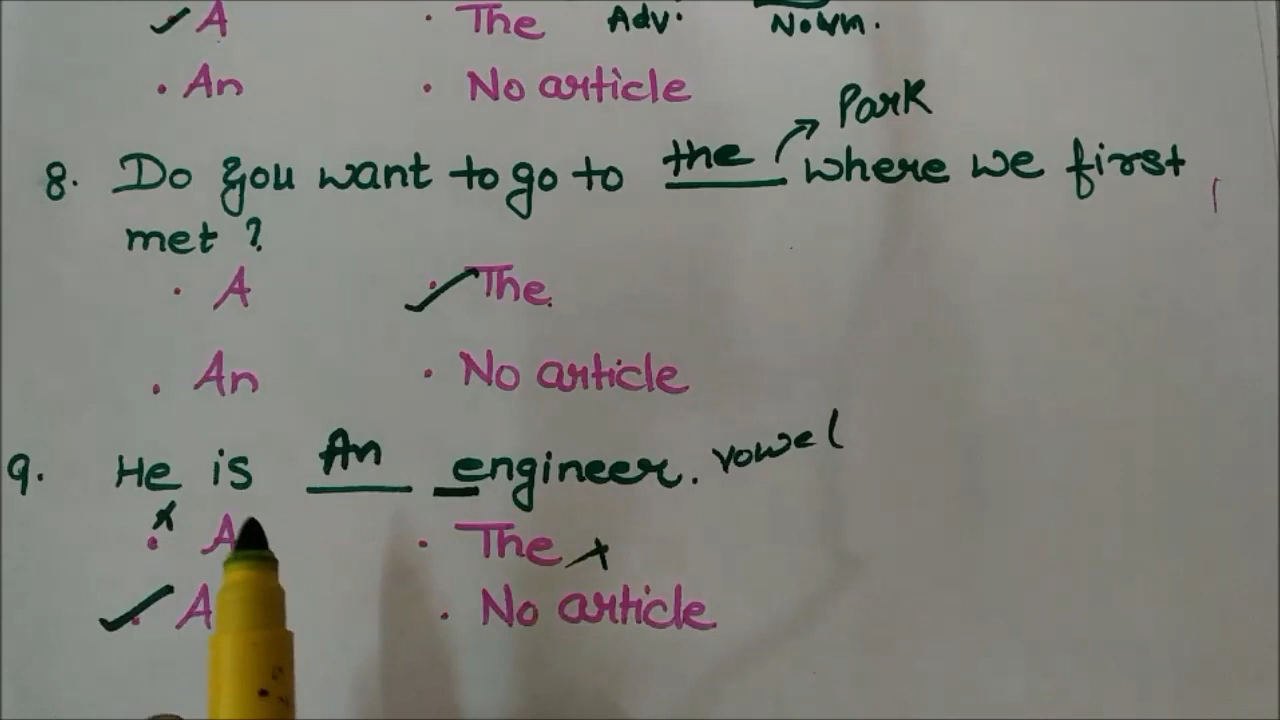 ✓ A · The Adv. Noun.
· An · No article
Park
8. Do you want to go to the where we first
met ?
· A ✓ The.
· An · No article
9. He is An engineer. vowel
x · A · The x
✓ · A · No article